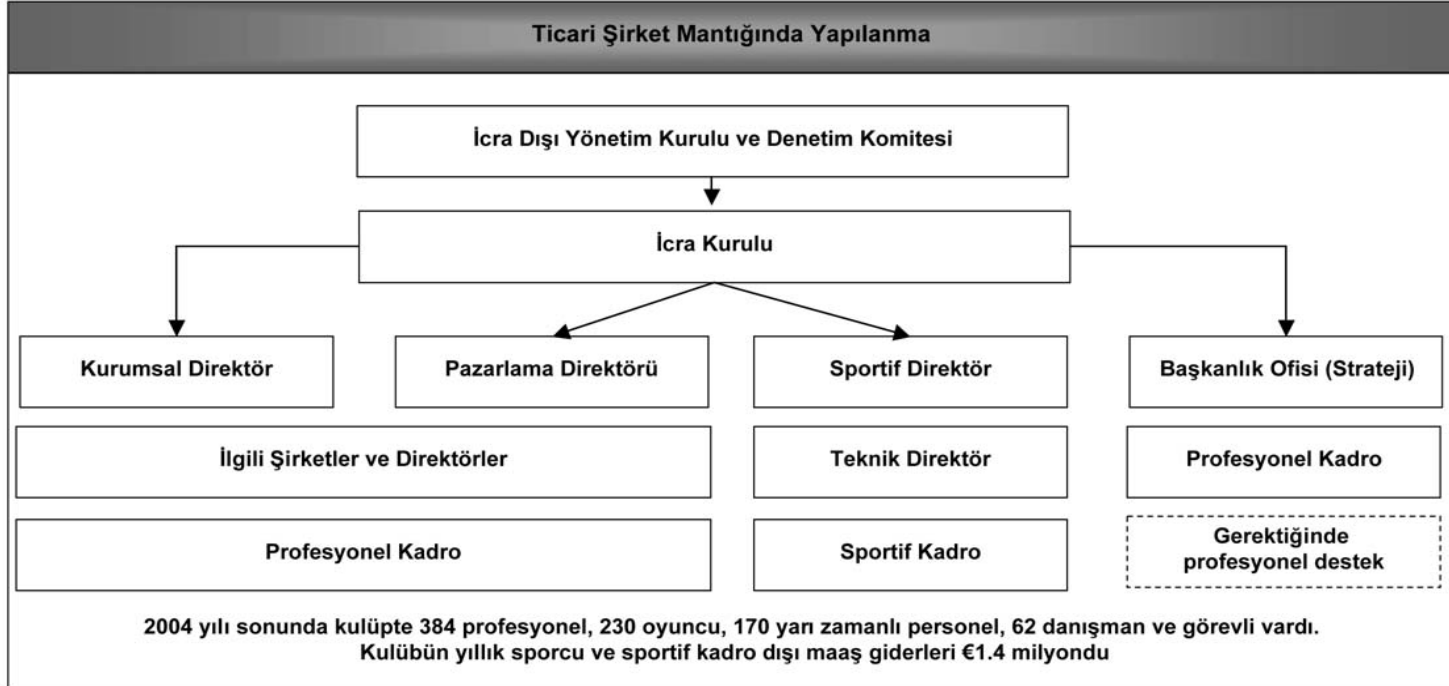 Ticari Şirket Mantığında Yapılanma
İcra Dışı Yönetim Kurulu ve Denetim Komitesi
İcra Kurulu
Kurumsal Direktör
Pazarlama Direktörü
Sportif Direktör
Başkanlık Ofisi (Strateji)
İlgili Şirketler ve Direktörler
Teknik Direktör
Profesyonel Kadro
Profesyonel Kadro
Sportif Kadro
Gerektiğinde
profesyonel destek
2004 yılı sonunda kulüpte 384 profesyonel, 230 oyuncu, 170 yarı zamanlı personel, 62 danışman ve görevli vardı.
Kulübün yıllık sporcu ve sportif kadro dışı maaş giderleri €1.4 milyondu